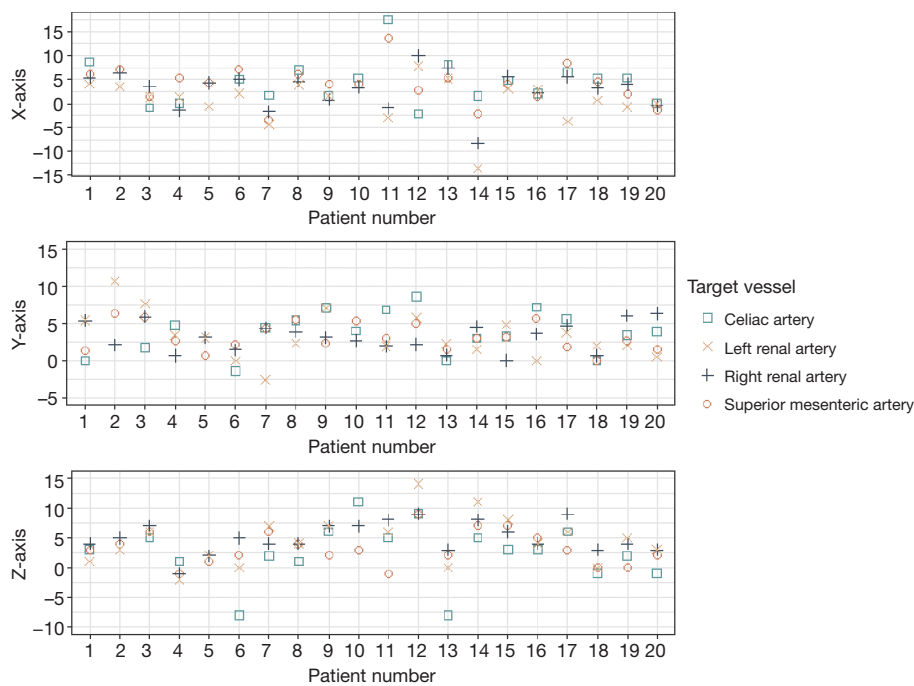 15
10
5
0
−5
−10
−15
X-axis
1 2 3 4 5 6 7 8 9 10 11 12 13 14 15 16 17 18 19 20
Patient number
15
10
5
0
−5
Y-axis
1 2 3 4 5 6 7 8 9 10 11 12 13 14 15 16 17 18 19 20
Patient number
Target vessel
Celiac artery
Left renal artery
Right renal artery
Superior mesenteric artery
15
10
5
0
−5
−10
Z-axis
1 2 3 4 5 6 7 8 9 10 11 12 13 14 15 16 17 18 19 20
Patient number